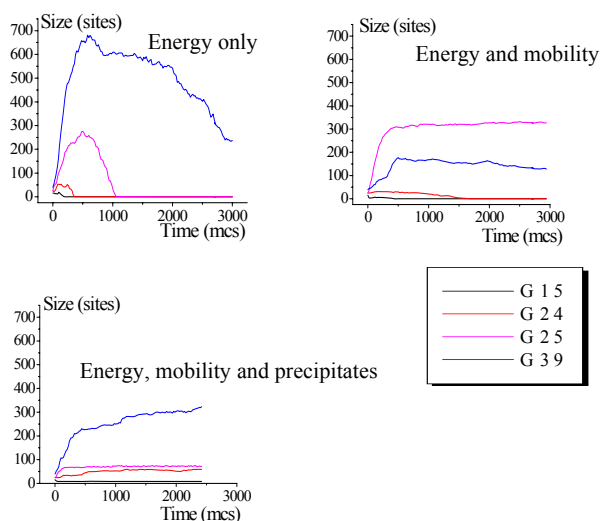 Size (sites)
Energy only
700
600
500
400
300
200
100
0
0 1000 2000 3000
Time (mcs)
Size (sites)
Energy and mobility
700
600
500
400
300
200
100
0
0 1000 2000 3000
Time (mcs)
G 1 5
G 2 4
G 2 5
G 3 9
Size (sites)
Energy, mobility and precipitates
700
600
500
400
300
200
100
0
0 1000 2000 3000
Time (mcs)